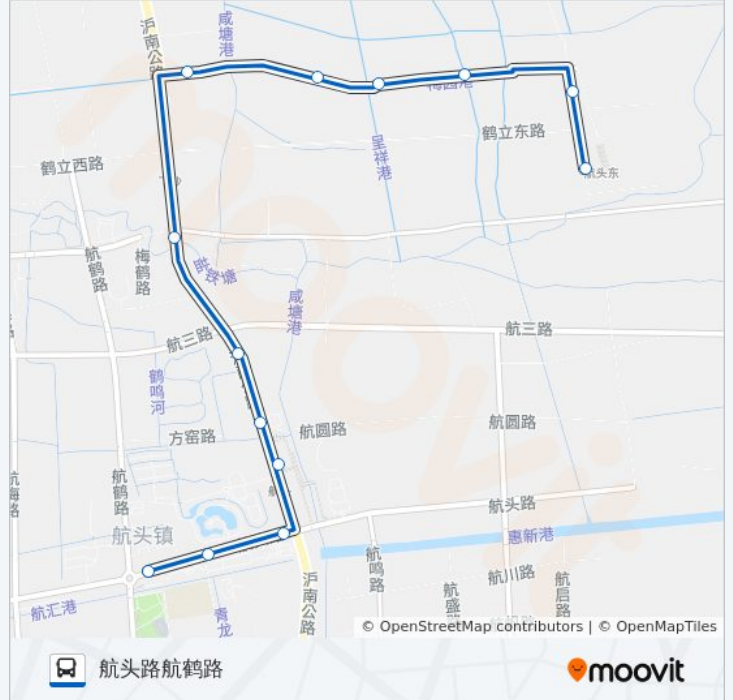 沪南公路
咸塘港
梅园港
鹤立东路
呈祥港
航头东
鹤立西路
航鹤路
梅鹤路
咸塘港
航三路
航三路
鹤鸣河
方窑路
航圆路
航圆路
航梅路
航鹤路
航头路
航头镇
惠新港
航鸣路
航川路
航盛路
航启路
沪南公路
航汇港
青龙
© OpenStreetMap contributors | © OpenMapTiles
航头路航鹤路
moovit